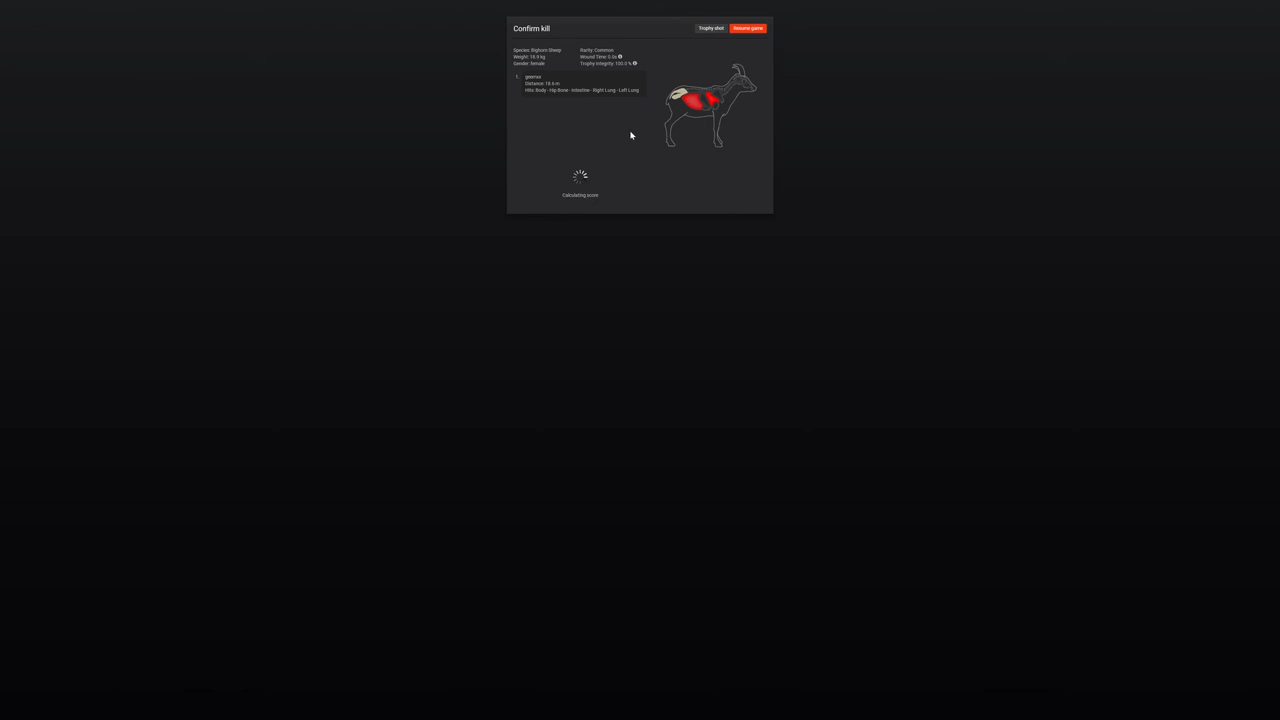 Confirm kill
Trophy shot
Resume game
Species: Bighorn Sheep
Rarity: Common
Weight: 18.9 kg
Wound Time: 0.0s
Gender: female
Trophy Integrity: 100.0 %
1.
Distance: 18.6 m
Hits: Body - Hip Bone - Intestine - Right Lung - Left Lung
Calculating score